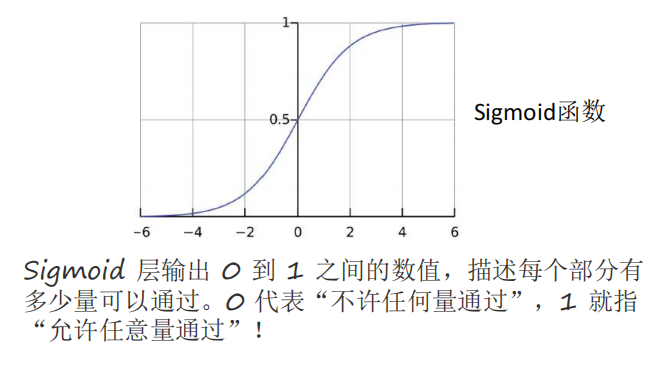 1
0.5
Sigmoid函数
-6 -4 -2 0 2 4 6
Sigmoid 层输出 0 到 1 之间的数值，描述每个部分有
多少量可以通过。0 代表“不许任何量通过”，1 就指
“允许任意量通过”！